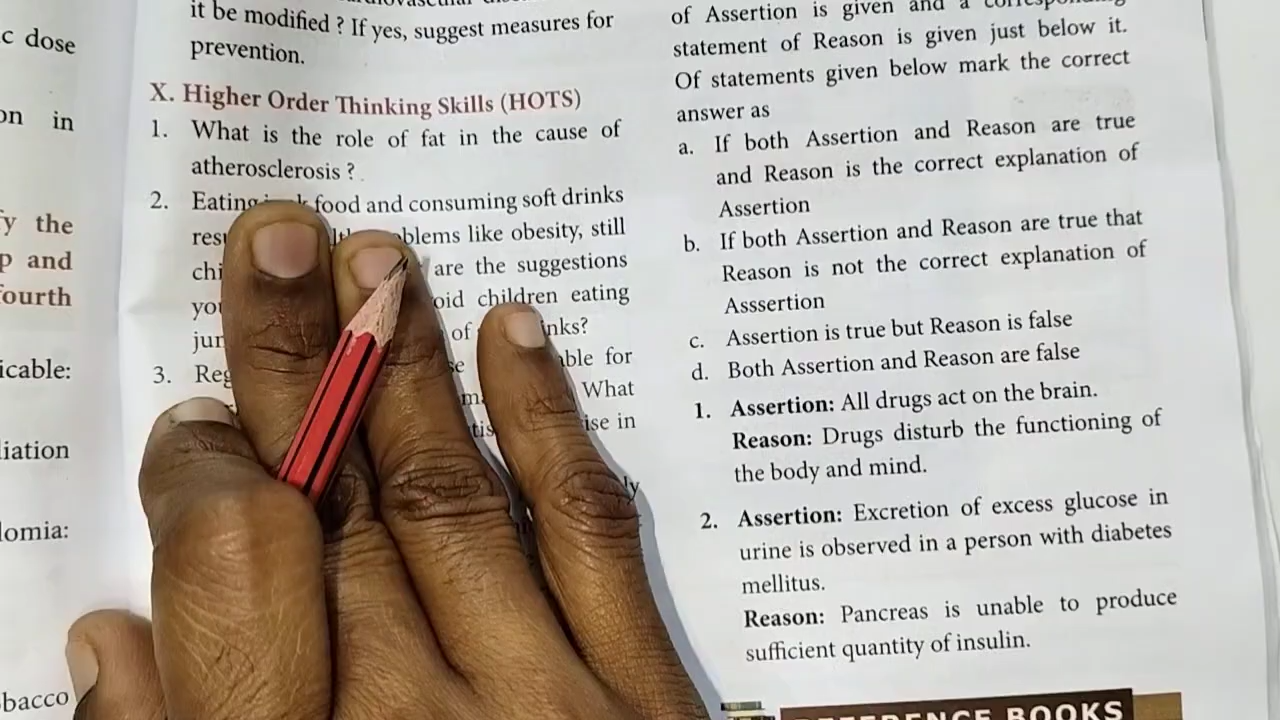 c dose
on in
fy the
p and
fourth
icable:
liation
lomia:
bacco
it be modified ? If yes, suggest measures for
prevention.
X. Higher Order Thinking Skills (HOTS)
1. What is the role of fat in the cause of
atherosclerosis ?
2. Eating food and consuming soft drinks
like obesity, still
are the suggestions
children eating
of
3.
for
What
in
of Assertion is given and a
statement of Reason is given just below it.
Of statements given below mark the correct
answer as
a. If both Assertion and Reason are true
and Reason is the correct explanation of
Assertion
b. If both Assertion and Reason are true that
Reason is not the correct explanation of
Asssertion
c. Assertion is true but Reason is false
d. Both Assertion and Reason are false
1. Assertion: All drugs act on the brain.
Reason: Drugs disturb the functioning of
the body and mind.
2. Assertion: Excretion of excess glucose in
urine is observed in a person with diabetes
mellitus.
Reason: Pancreas is unable to produce
sufficient quantity of insulin.
REFERENCE BOOKS